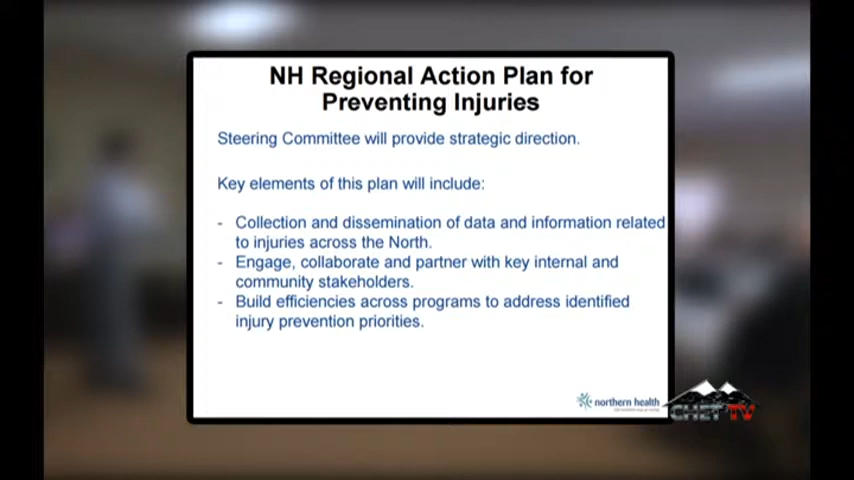 NH Regional Action Plan for
Preventing Injuries
Steering Committee will provide strategic direction.
Key elements of this plan will include:
- Collection and dissemination of data and information related
to injuries across the North.
- Engage, collaborate and partner with key internal and
community stakeholders.
- Build efficiencies across programs to address identified
injury prevention priorities.
northern health
CHET TV